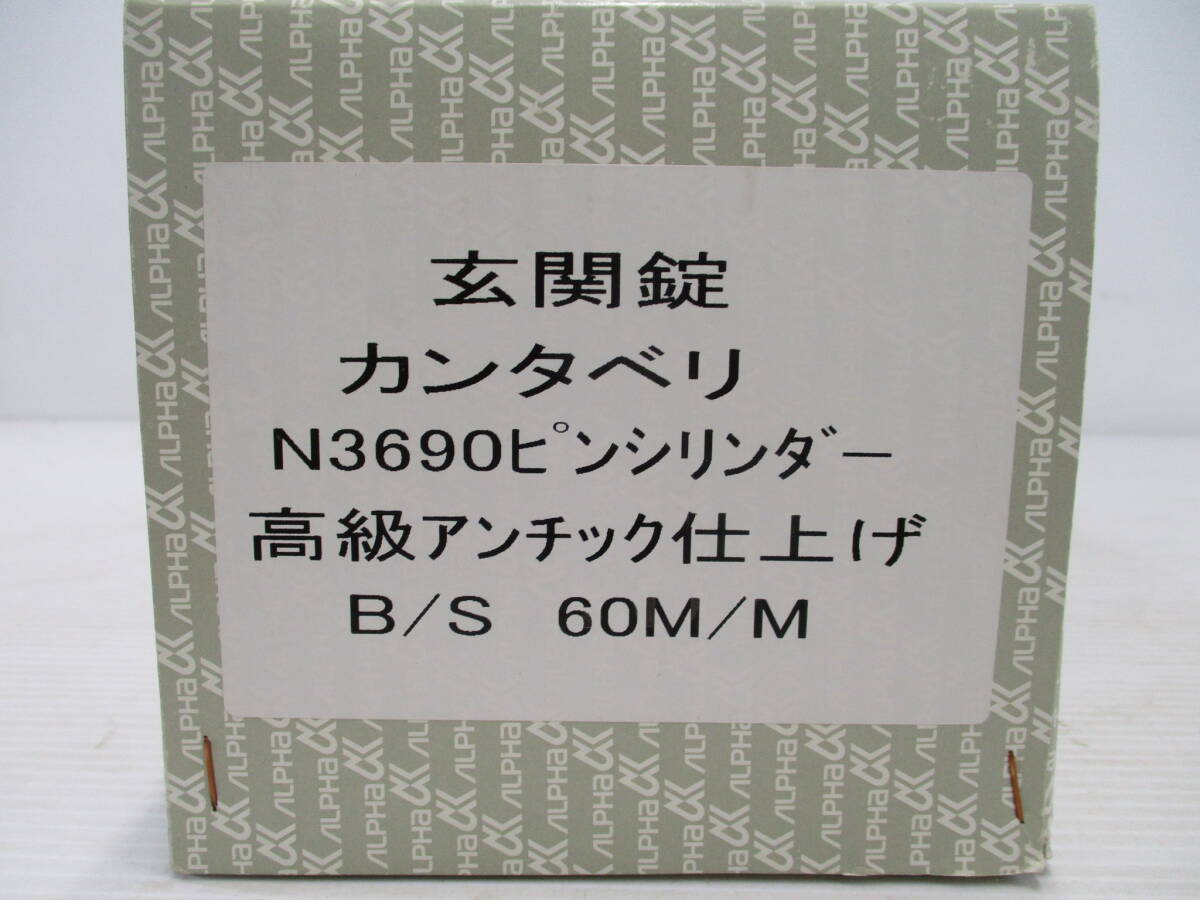 玄関錠
カンタベリ
N3690ピンシリンダー
高級アンチック仕上げ
B/S 60M/M
ALPHA